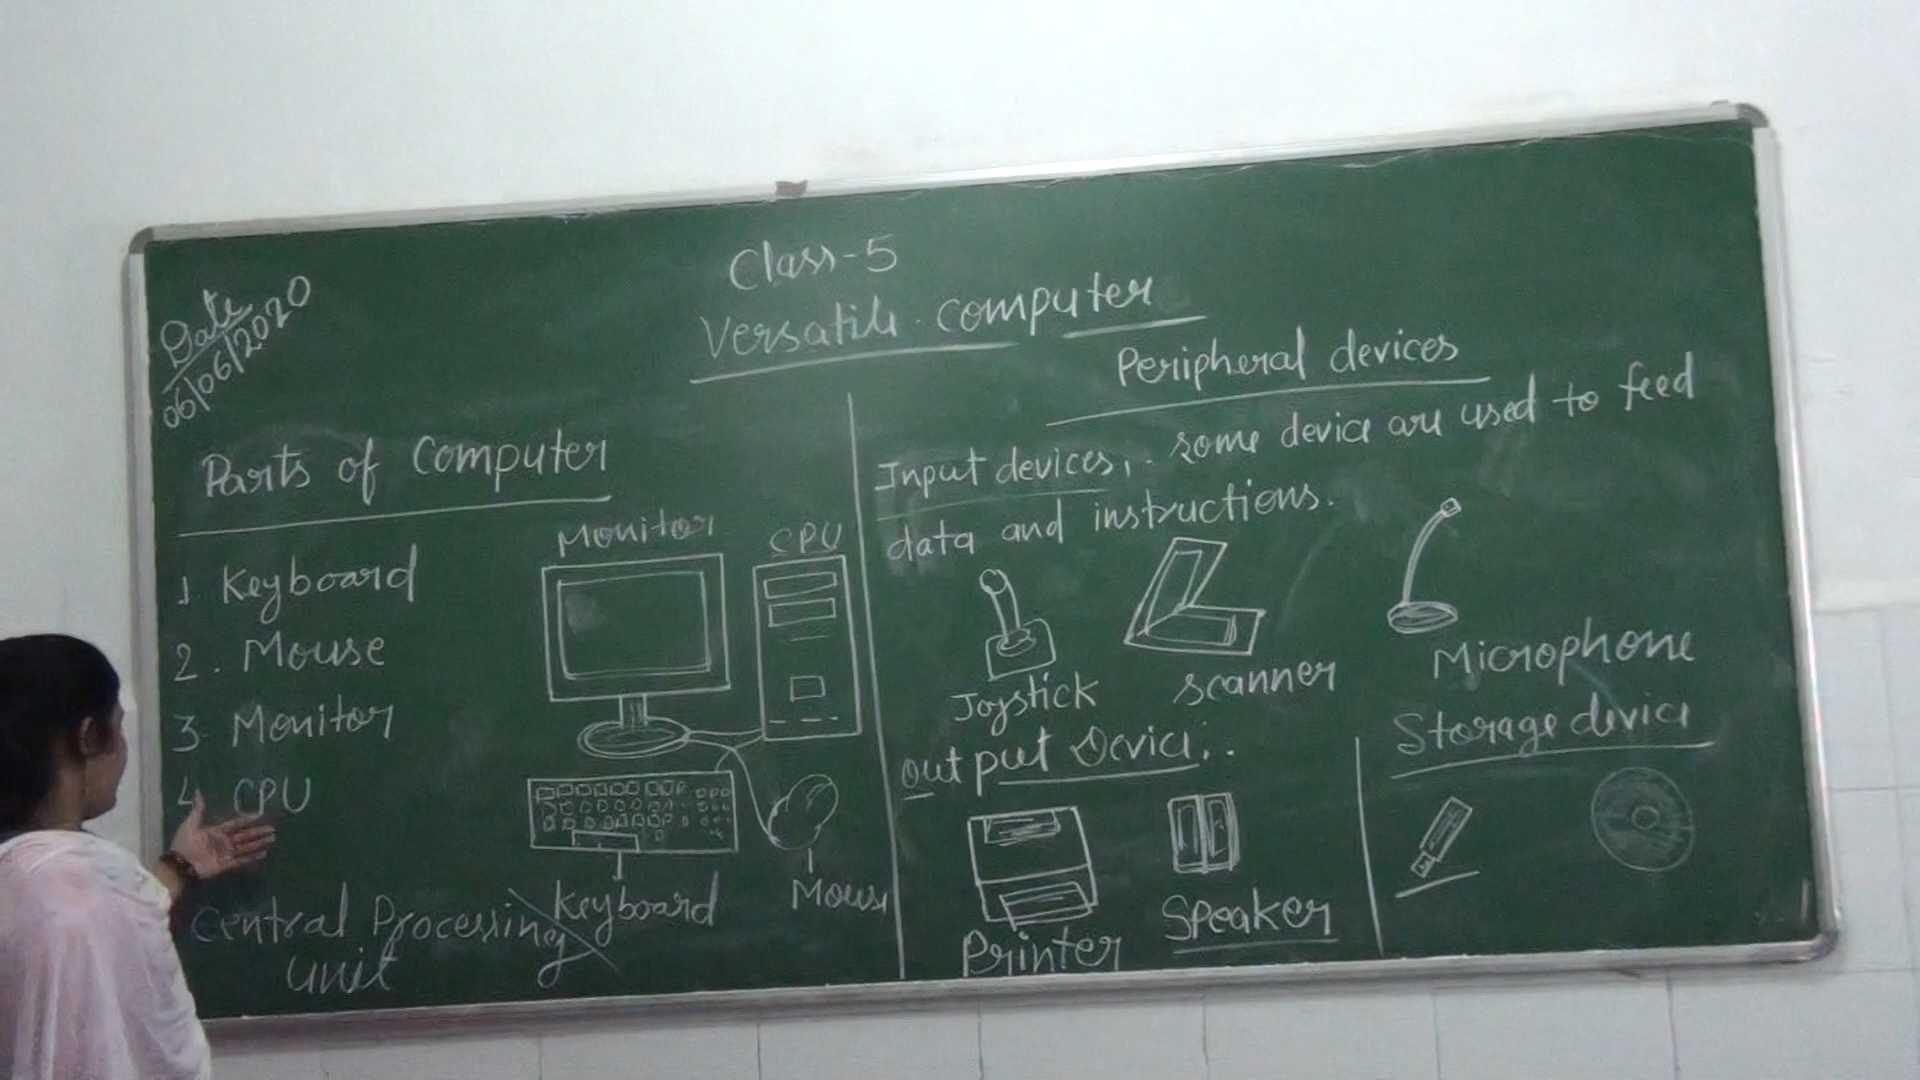 Date
06/06/2020
Class-5
Versatile computer
Parts of Computer
1. Keyboard
2. Mouse
3. Monitor
4. CPU
Central Processing
unit
Monitor
CPU
Keyboard
Mouse
Peripheral devices
Input devices:- some device are used to feed
data and instructions.
Joystick
scanner
Microphone
output Device:-
Printer
Speaker
Storage device